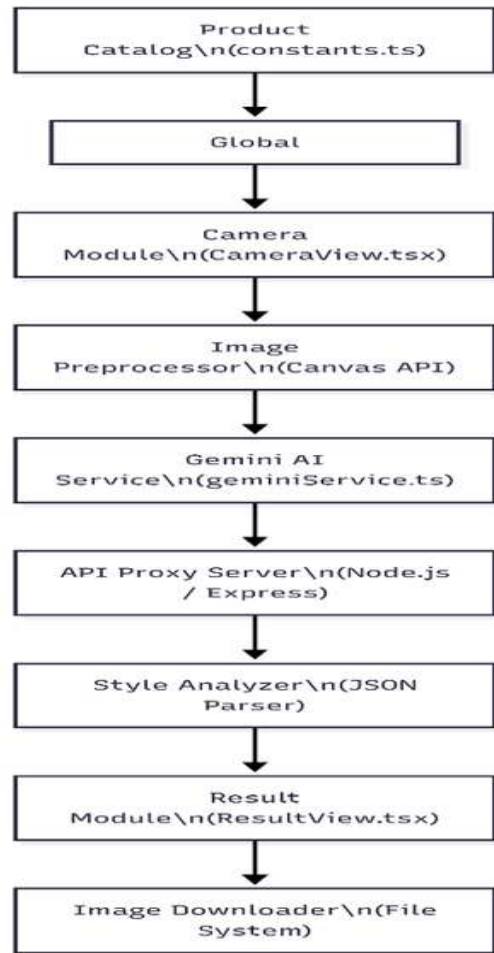 Product
Catalog\n(constants.ts)
Global
Camera
Module\n(CameraView.tsx)
Image
Preprocessor\n(Canvas API)
Gemini AI
Service\n(geminiService.ts)
API Proxy Server\n(Node.js
/ Express)
Style Analyzer\n(JSON
Parser)
Result
Module\n(ResultView.tsx)
Image Downloader\n(File
System)